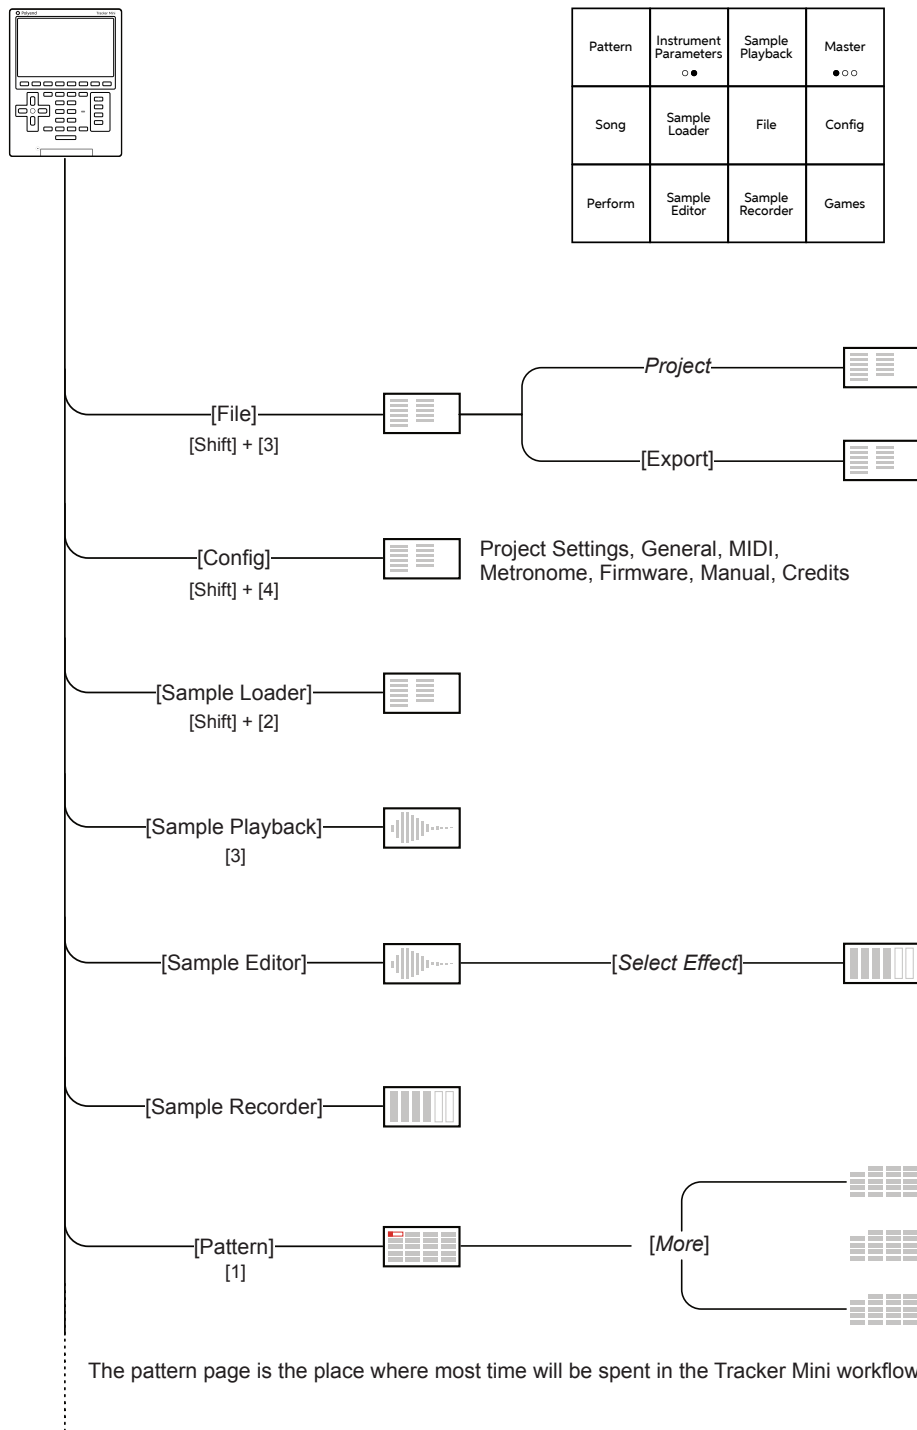 Polyend Tracker Mini
Pattern
Instrument
Parameters
Sample
Playback
Master
Song
Sample
Loader
File
Config
Perform
Sample
Editor
Sample
Recorder
Games
Project
[File]
[Shift] + [3]
[Export]
[Config]
[Shift] + [4]
Project Settings, General, MIDI,
Metronome, Firmware, Manual, Credits
[Sample Loader]
[Shift] + [2]
[Sample Playback]
[3]
[Sample Editor]
[Select Effect]
[Sample Recorder]
[Pattern]
[1]
[More]
The pattern page is the place where most time will be spent in the Tracker Mini workflow